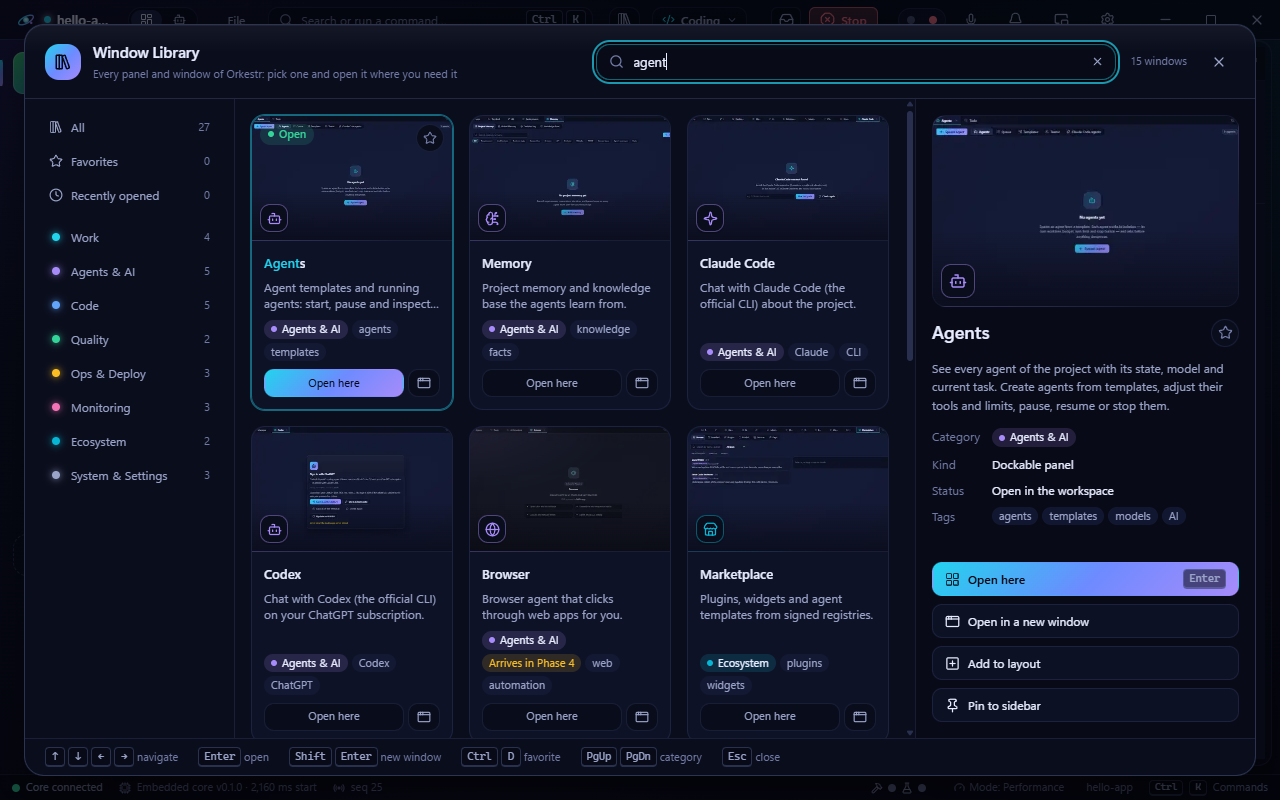 hello-a...
File
Search or run a command
Ctrl K
Coding
Stop
Window Library
Every panel and window of Orkestr: pick one and open it where you need it
agent
15 windows
All 27
Favorites 0
Recently opened 0
Work 4
Agents & AI 5
Code 5
Quality 2
Ops & Deploy 3
Monitoring 3
Ecosystem 2
System & Settings 3
Open
Agents
Agent templates and running
agents: start, pause and inspect...
Agents & AI agents
templates
Open here
Memory
Project memory and knowledge
base the agents learn from.
Agents & AI knowledge
facts
Open here
Claude Code
Chat with Claude Code (the
official CLI) about the project.
Agents & AI Claude CLI
Open here
Codex
Chat with Codex (the official CLI)
on your ChatGPT subscription.
Agents & AI Codex
ChatGPT
Open here
Browser
Browser agent that clicks
through web apps for you.
Agents & AI
Arrives in Phase 4 web
automation
Open here
Marketplace
Plugins, widgets and agent
templates from signed registries.
Ecosystem plugins
widgets
Open here
No agents yet
Agents
See every agent of the project with its state, model and
current task. Create agents from templates, adjust their
tools and limits, pause, resume or stop them.
Category Agents & AI
Kind Dockable panel
Status Open in the workspace
Tags agents templates models AI
Open here Enter
Open in a new window
Add to layout
Pin to sidebar
↑ ↓ ← → navigate Enter open Shift Enter new window Ctrl D favorite PgUp PgDn category Esc close
Core connected Embedded core v0.1.0 · 2,160 ms start seq 25 Mode: Performance hello-app Ctrl K Commands